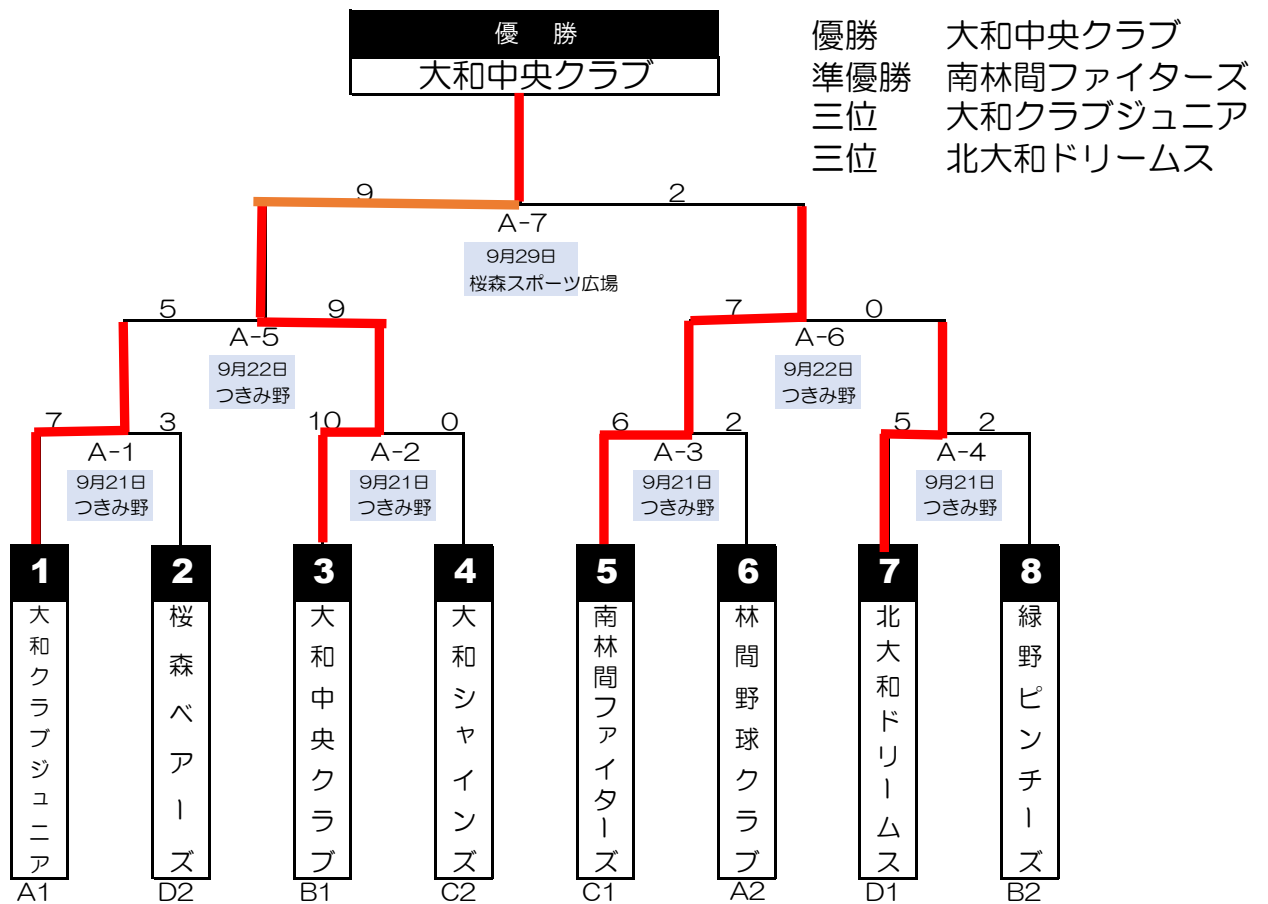 優 勝
大和中央クラブ
優勝 大和中央クラブ
準優勝 南林間ファイターズ
三位 大和クラブジュニア
三位 北大和ドリームス
9 2
A-7
9月29日
桜森スポーツ広場
5 9
A-5
9月22日
つきみ野
7 0
A-6
9月22日
つきみ野
7 3
A-1
9月21日
つきみ野
10 0
A-2
9月21日
つきみ野
6 2
A-3
9月21日
つきみ野
5 2
A-4
9月21日
つきみ野
1
大和クラブジュニア
A1
2
桜森ベアーズ
D2
3
大和中央クラブ
B1
4
大和シャインズ
C2
5
南林間ファイターズ
C1
6
林間野球クラブ
A2
7
北大和ドリームス
D1
8
緑野ピンチーズ
B2